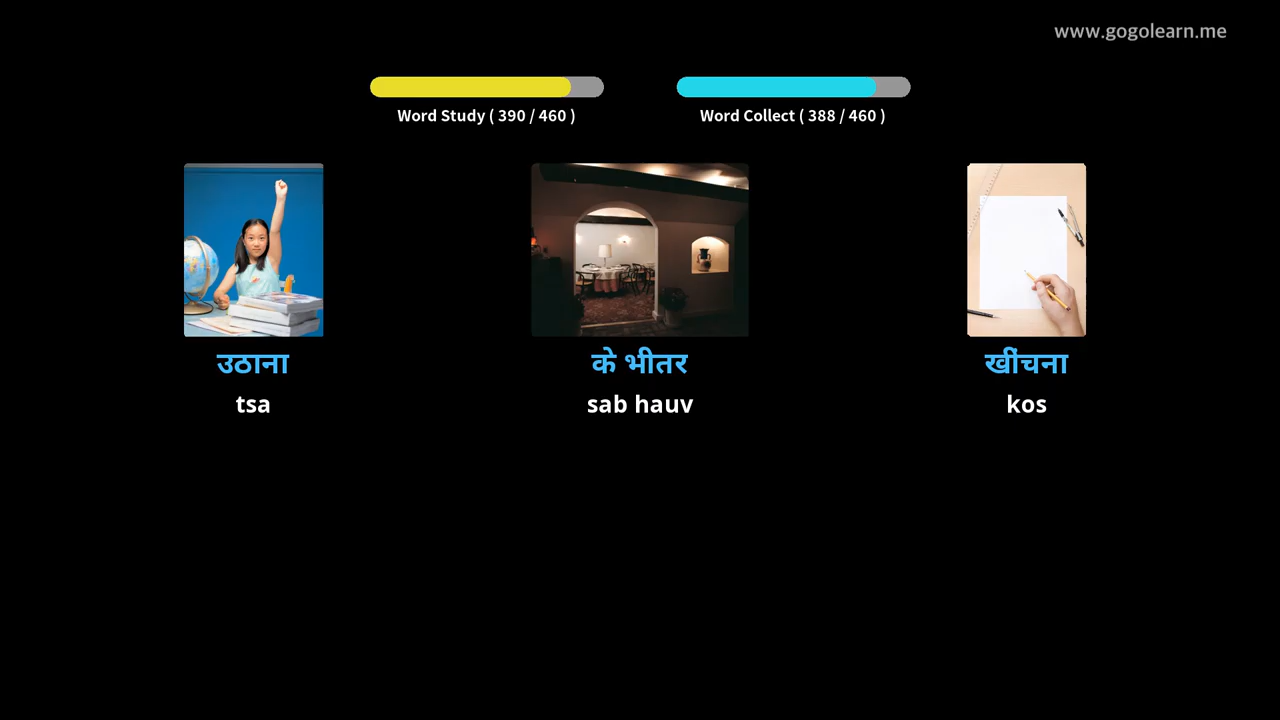 www.gogolearn.me
Word Study ( 390 / 460 )
Word Collect ( 388 / 460 )
उठाना
के भीतर
खींचना
tsa
sab hauv
kos